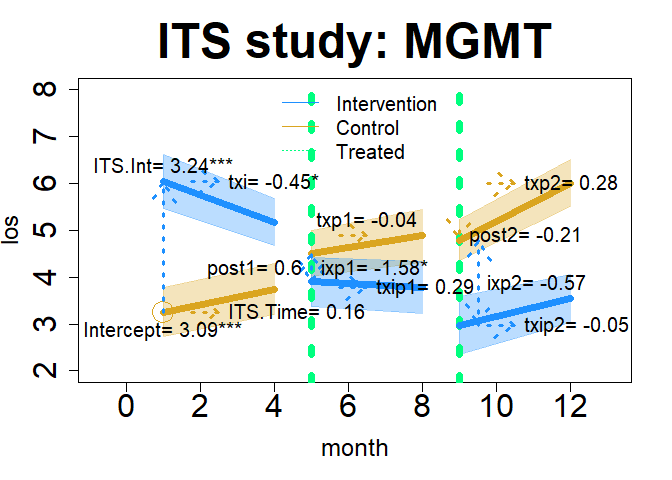 ITS study: MGMT
Intervention
Control
Treated
ITS.Int= 3.24***
txi= -0.45*
txp2= 0.28
txp1= -0.04
post2= -0.21
post1= 0.6
ixp1= -1.58*
txip1= 0.29
ixp2= -0.57
ITS.Time= 0.16
Intercept= 3.09***
txip2= -0.05
los
8
7
6
5
4
3
2
0 2 4 6 8 10 12
month